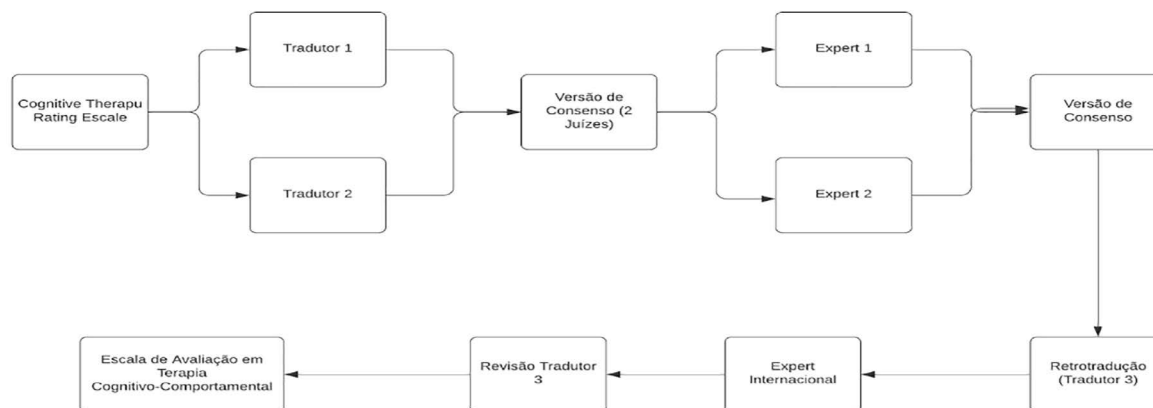 Tradutor 1
Expert 1
Cognitive Therapu
Rating Escale
Versão de
Consenso (2
Juízes)
Versão de
Consenso
Tradutor 2
Expert 2
Escala de Avaliação em
Terapia
Cognitivo-Comportamental
Revisão Tradutor
3
Expert
Internacional
Retrotradução
(Tradutor 3)